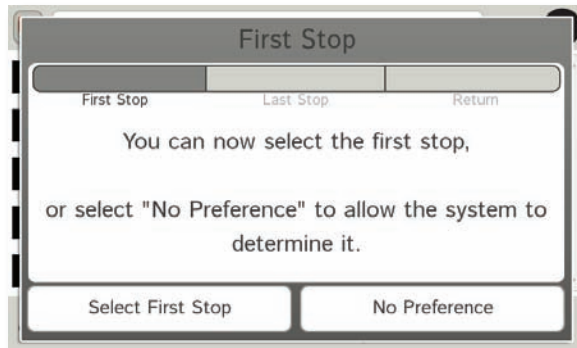 First Stop
First Stop
Last Stop
Return
You can now select the first stop,
or select "No Preference" to allow the system to
determine it.
Select First Stop
No Preference